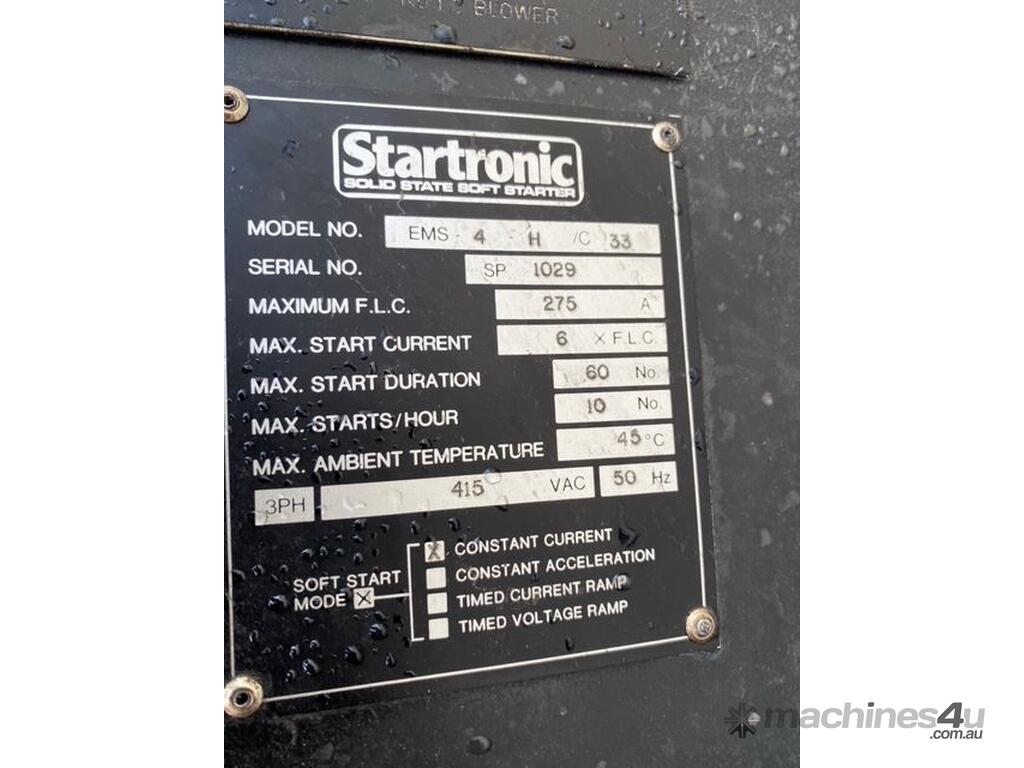 BLOWER
Startronic
SOLID STATE SOFT STARTER
MODEL NO. EMS - 4 - H /C 33
SERIAL NO. SP 1029
MAXIMUM F.L.C. 275 A
MAX. START CURRENT 6 X F.L.C.
MAX. START DURATION 60 No.
MAX. STARTS/HOUR 10 No.
MAX. AMBIENT TEMPERATURE 45 °C
3PH 415 VAC 50 Hz
SOFT START MODE X
X CONSTANT CURRENT
CONSTANT ACCELERATION
TIMED CURRENT RAMP
TIMED VOLTAGE RAMP
machines4u
.com.au